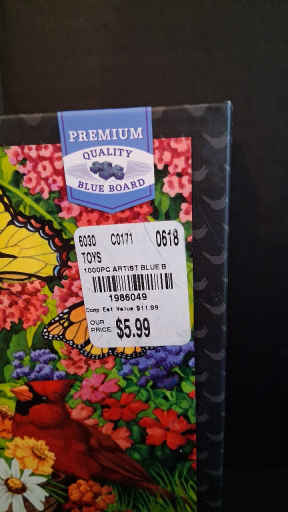 PREMIUM
QUALITY
BLUE BOARD
6030 C0171 0618
TOYS
1000PC ARTIST BLUE B
1986049
Comp Est Value $11.99
OUR PRICE $5.99